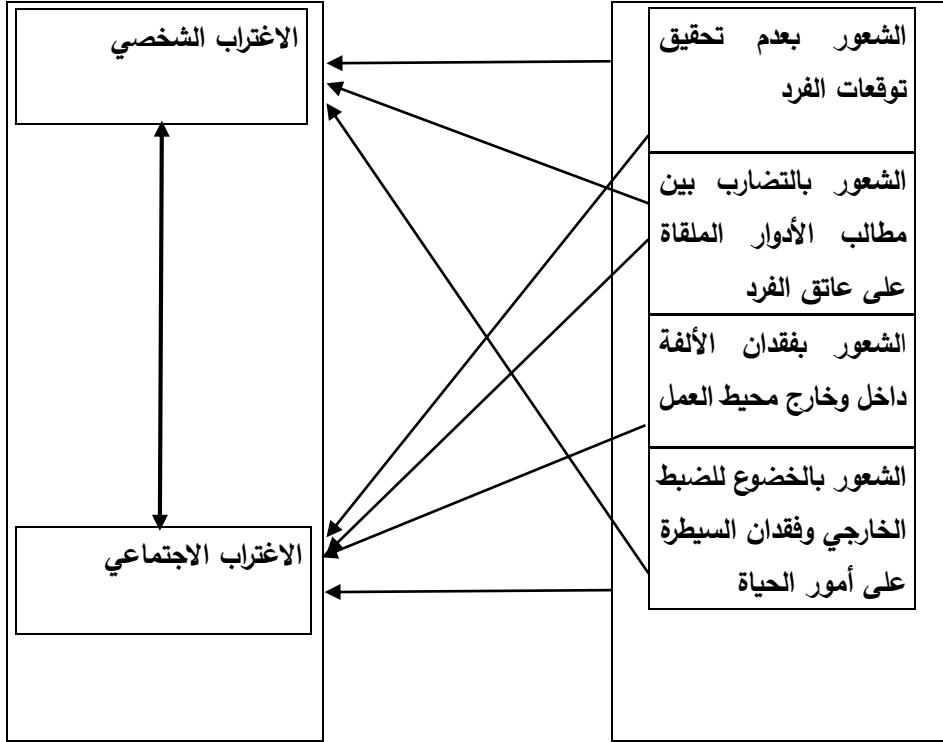 الشعور بعدم تحقيق
توقعات الفرد
الشعور بالتضارب بين
مطالب الأدوار الملقاة
على عاتق الفرد
الشعور بفقدان الألفة
داخل وخارج محيط العمل
الشعور بالخضوع للضبط
الخارجي وفقدان السيطرة
على أمور الحياة
الاغتراب الشخصي
الاغتراب الاجتماعي